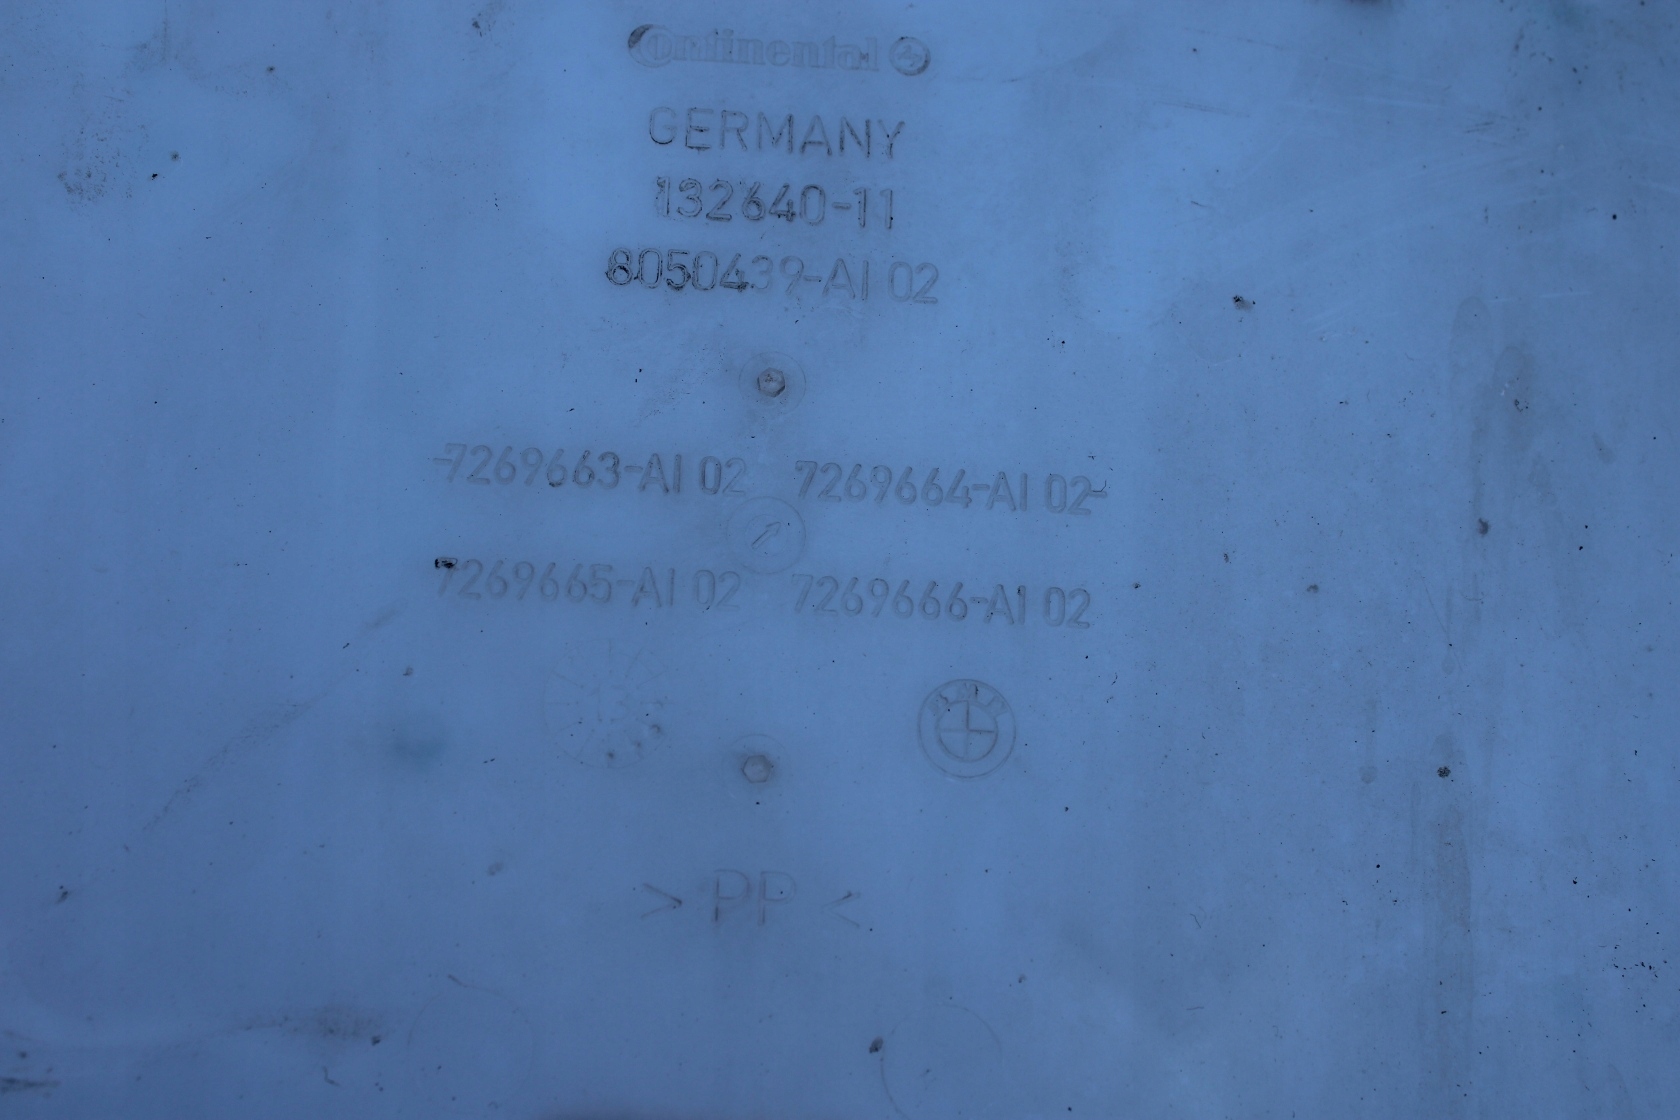 Continental
GERMANY
132640-11
8050439-AI 02
-7269663-AI 02 7269664-AI 02-
7269665-AI 02 7269666-AI 02
BMW
> PP <